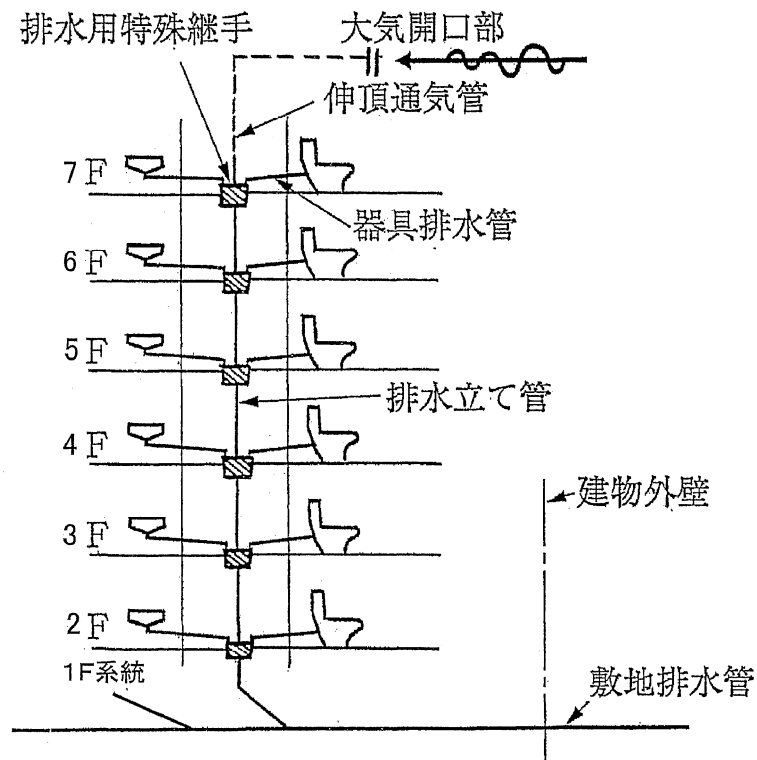 排水用特殊継手
大気開口部
伸頂通気管
7F
器具排水管
6F
5F
排水立て管
4F
建物外壁
3F
2F
1F系統
敷地排水管